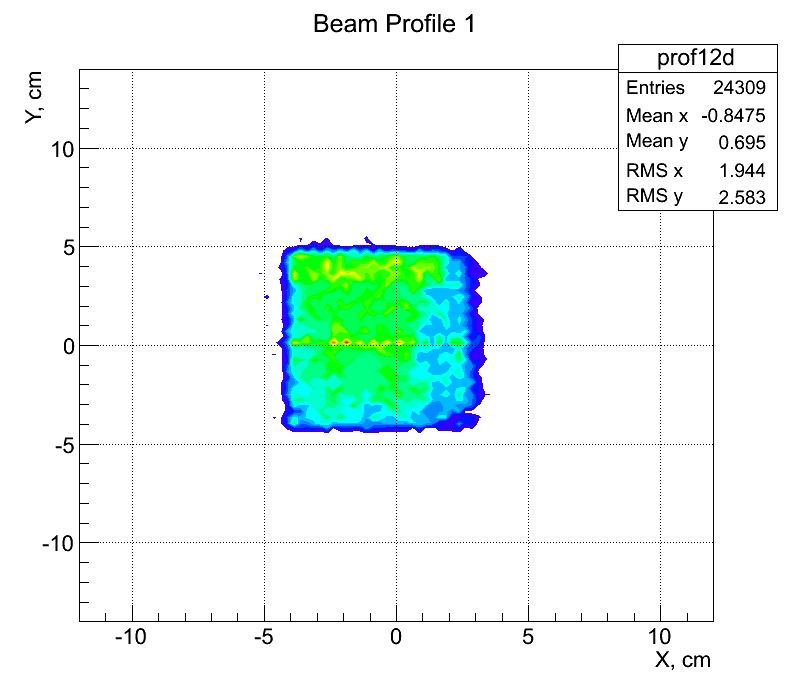 Beam Profile 1
prof12d
Entries 24309
Mean x -0.8475
Mean y 0.695
RMS x 1.944
RMS y 2.583
Y, cm
10
5
0
-5
-10
-10 -5 0 5 10
X, cm